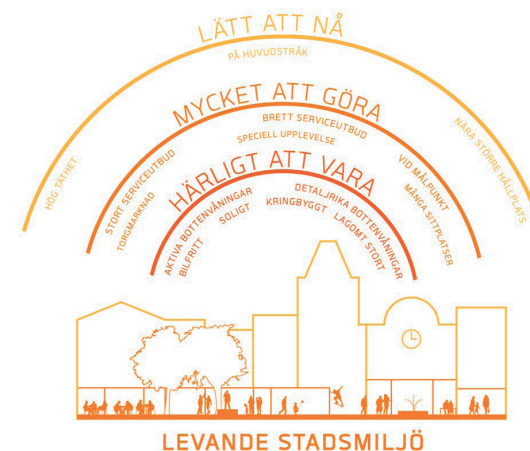 LÄTT ATT NÅ
PÅ HUVUDSTRÅK
HÖG TÄTHET
NÄRA STÖRRE HÅLLPLATS
MYCKET ATT GÖRA
BRETT SERVICEUTBUD
SPECIELL UPPLEVELSE
STORT SERVICEUTBUD
TORGMARKNAD
VID MÅLPUNKT
MÅNGA SITTPLATSER
HÄRLIGT ATT VARA
AKTIVA BOTTENVÅNINGAR
BILFRITT
SOLIGT
KRINGBYGGT
DETALJRIKA BOTTENVÅNINGAR
LAGOMT STORT
LEVANDE STADSMILJÖ